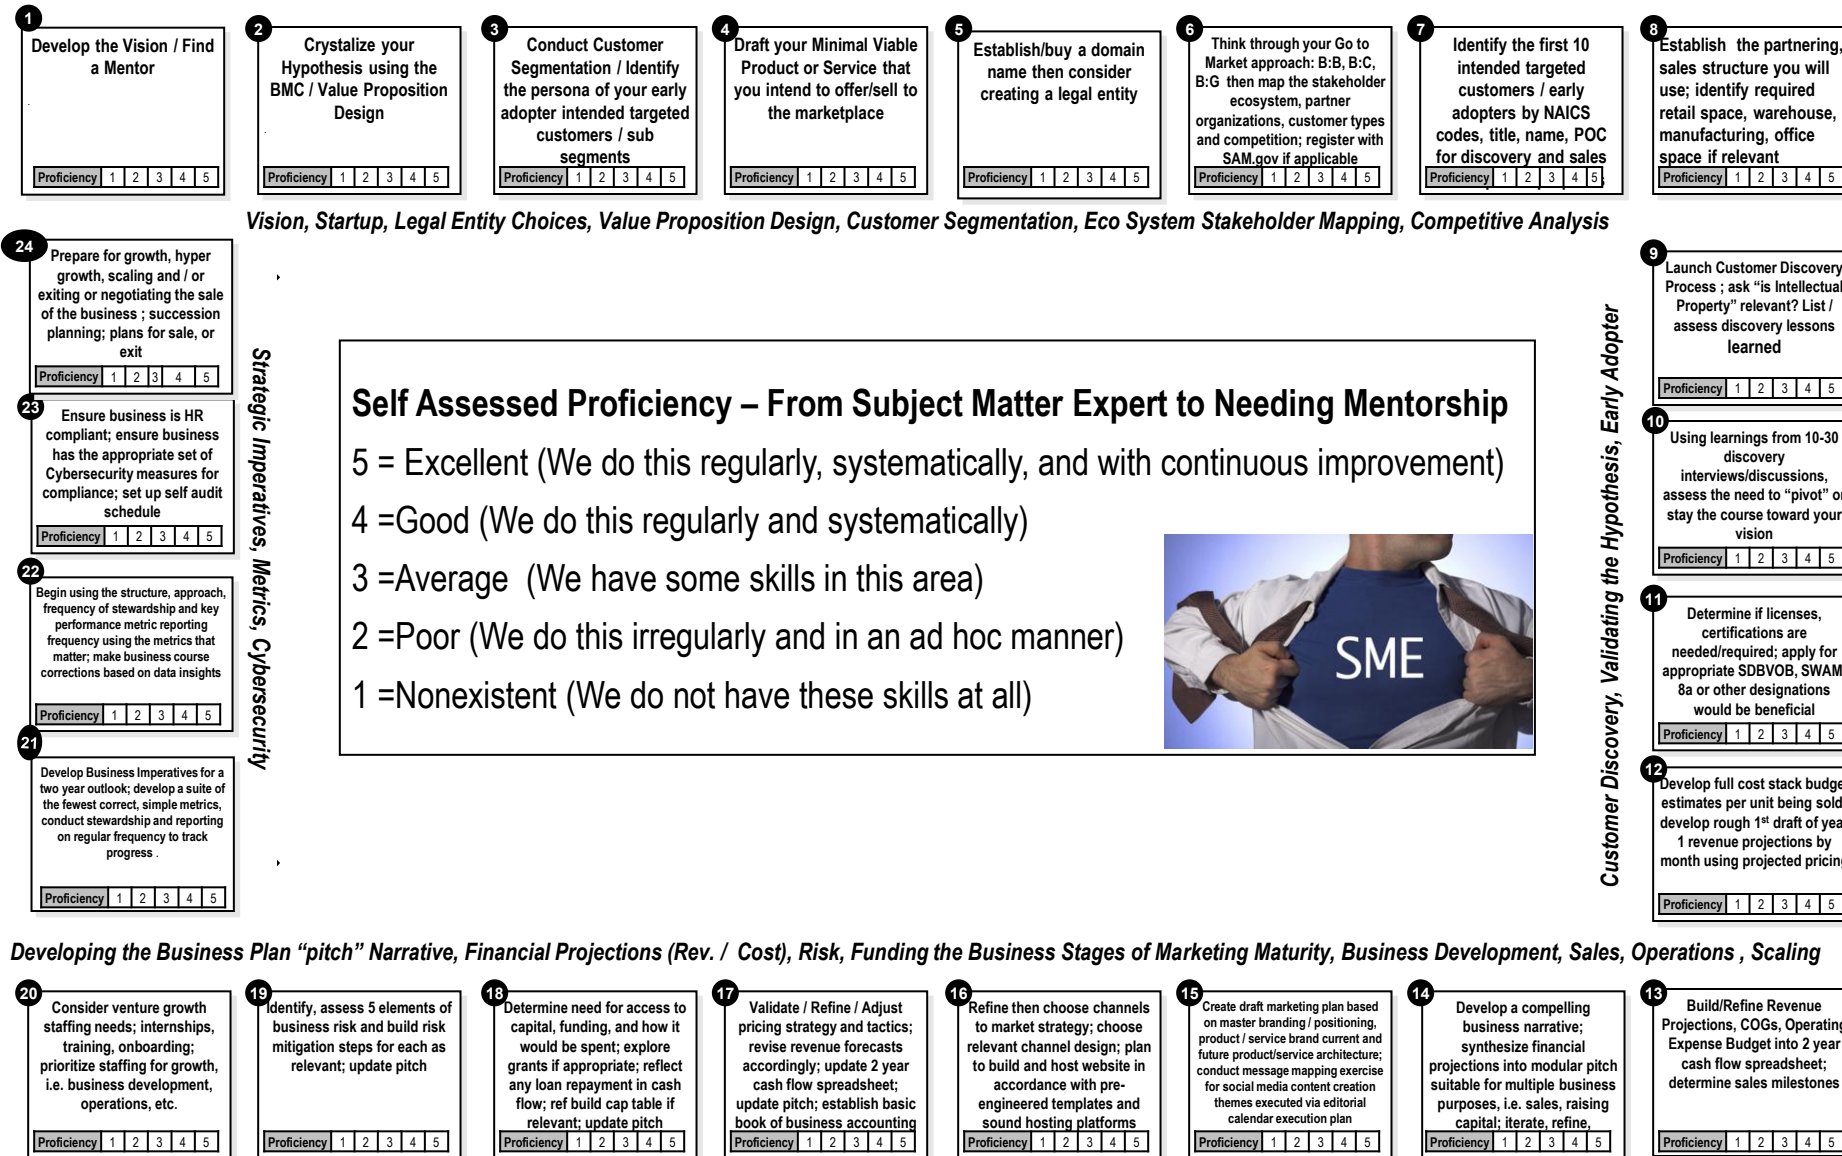 1
Develop the Vision / Find
a Mentor
Proficiency 1 2 3 4 5
2
Crystalize your
Hypothesis using the
BMC / Value Proposition
Design
Proficiency 1 2 3 4 5
3
Conduct Customer
Segmentation / Identify
the persona of your early
adopter intended targeted
customers / sub
segments
Proficiency 1 2 3 4 5
4
Draft your Minimal Viable
Product or Service that
you intend to offer/sell to
the marketplace
Proficiency 1 2 3 4 5
5
Establish/buy a domain
name then consider
creating a legal entity
Proficiency 1 2 3 4 5
6
Think through your Go to
Market approach: B:B, B:C,
B:G then map the stakeholder
ecosystem, partner
organizations, customer types
and competition; register with
SAM.gov if applicable
Proficiency 1 2 3 4 5
7
Identify the first 10
intended targeted
customers / early
adopters by NAICS
codes, title, name, POC
for discovery and sales
Proficiency 1 2 3 4 5
8
Establish the partnering,
sales structure you will
use; identify required
retail space, warehouse,
manufacturing, office
space if relevant
Proficiency 1 2 3 4 5
Vision, Startup, Legal Entity Choices, Value Proposition Design, Customer Segmentation, Eco System Stakeholder Mapping, Competitive Analysis
24
Prepare for growth, hyper
growth, scaling and / or
exiting or negotiating the sale
of the business ; succession
planning; plans for sale, or
exit
Proficiency 1 2 3 4 5
23
Ensure business is HR
compliant; ensure business
has the appropriate set of
Cybersecurity measures for
compliance; set up self audit
schedule
Proficiency 1 2 3 4 5
22
Begin using the structure, approach,
frequency of stewardship and key
performance metric reporting
frequency using the metrics that
matter; make business course
corrections based on data insights
Proficiency 1 2 3 4 5
21
Develop Business Imperatives for a
two year outlook; develop a suite of
the fewest correct, simple metrics,
conduct stewardship and reporting
on regular frequency to track
progress .
Proficiency 1 2 3 4 5
Strategic Imperatives, Metrics, Cybersecurity
Self Assessed Proficiency – From Subject Matter Expert to Needing Mentorship
5 = Excellent (We do this regularly, systematically, and with continuous improvement)
4 =Good (We do this regularly and systematically)
3 =Average (We have some skills in this area)
2 =Poor (We do this irregularly and in an ad hoc manner)
1 =Nonexistent (We do not have these skills at all)
SME
Customer Discovery, Validating the Hypothesis, Early Adopter
9
Launch Customer Discovery
Process ; ask “is Intellectual
Property” relevant? List /
assess discovery lessons
learned
Proficiency 1 2 3 4 5
10
Using learnings from 10-30
discovery
interviews/discussions,
assess the need to “pivot” or
stay the course toward your
vision
Proficiency 1 2 3 4 5
11
Determine if licenses,
certifications are
needed/required; apply for
appropriate SDBVOB, SWAM
8a or other designations
would be beneficial
Proficiency 1 2 3 4 5
12
Develop full cost stack budge
estimates per unit being sold
develop rough 1st draft of yea
1 revenue projections by
month using projected pricing
Proficiency 1 2 3 4 5
Developing the Business Plan “pitch” Narrative, Financial Projections (Rev. / Cost), Risk, Funding the Business Stages of Marketing Maturity, Business Development, Sales, Operations , Scaling
20
Consider venture growth
staffing needs; internships,
training, onboarding;
prioritize staffing for growth,
i.e. business development,
operations, etc.
Proficiency 1 2 3 4 5
19
Identify, assess 5 elements of
business risk and build risk
mitigation steps for each as
relevant; update pitch
Proficiency 1 2 3 4 5
18
Determine need for access to
capital, funding, and how it
would be spent; explore
grants if appropriate; reflect
any loan repayment in cash
flow; ref build cap table if
relevant; update pitch
Proficiency 1 2 3 4 5
17
Validate / Refine / Adjust
pricing strategy and tactics;
revise revenue forecasts
accordingly; update 2 year
cash flow spreadsheet;
update pitch; establish basic
book of business accounting
Proficiency 1 2 3 4 5
16
Refine then choose channels
to market strategy; choose
relevant channel design; plan
to build and host website in
accordance with pre-
engineered templates and
sound hosting platforms
Proficiency 1 2 3 4 5
15
Create draft marketing plan based
on master branding / positioning,
product / service brand current and
future product/service architecture;
conduct message mapping exercise
for social media content creation
themes executed via editorial
calendar execution plan
Proficiency 1 2 3 4 5
14
Develop a compelling
business narrative;
synthesize financial
projections into modular pitch
suitable for multiple business
purposes, i.e. sales, raising
capital; iterate, refine,
Proficiency 1 2 3 4 5
13
Build/Refine Revenue
Projections, COGs, Operating
Expense Budget into 2 year
cash flow spreadsheet;
determine sales milestones
Proficiency 1 2 3 4 5